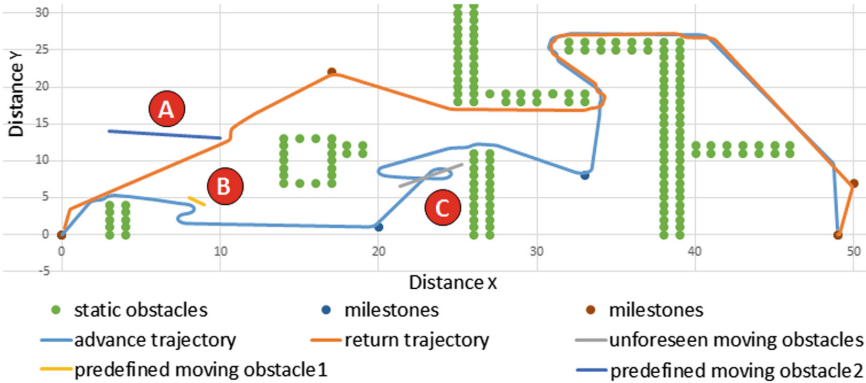 30
25
20
15
10
5
0
-5
Distance Y
A
B
C
0 10 20 30 40 50
Distance X
static obstacles milestones milestones
advance trajectory return trajectory unforeseen moving obstacles
predefined moving obstacle1 predefined moving obstacle2